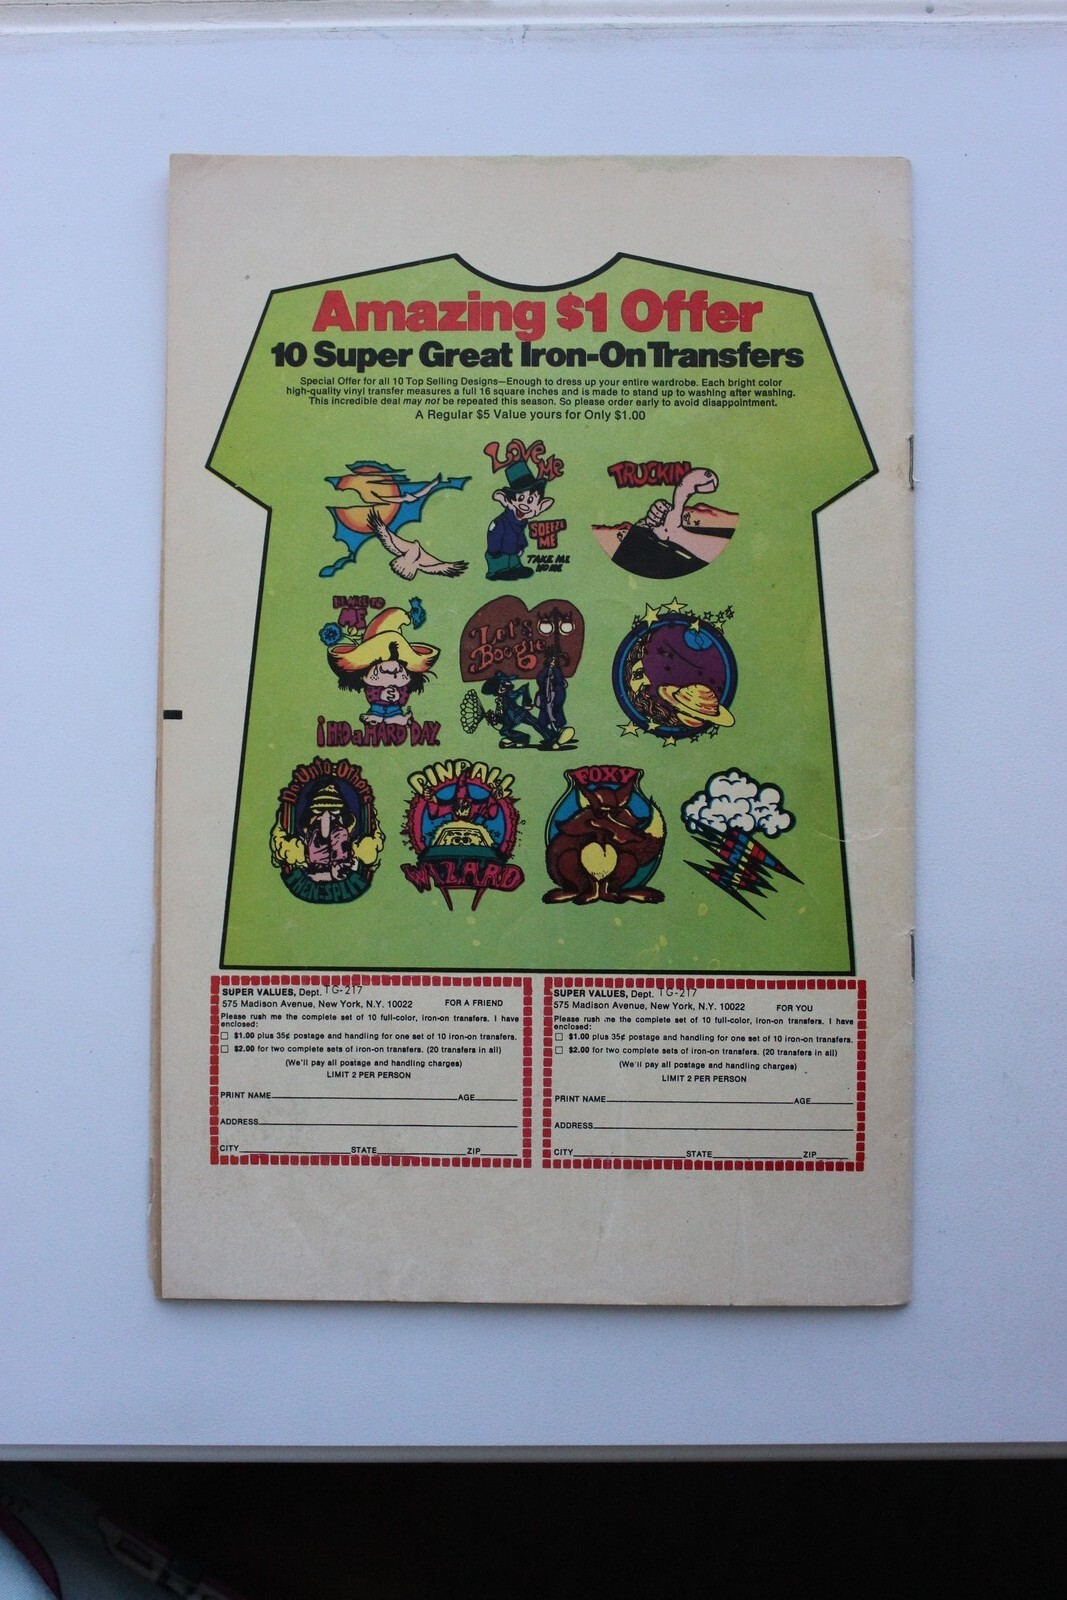 Amazing $1 Offer
10 Super Great Iron-On Transfers
Special Offer for all 10 Top Selling Designs—Enough to dress up your entire wardrobe. Each bright color
high-quality vinyl transfer measures a full 16 square inches and is made to stand up to washing after washing.
This incredible deal may not be repeated this season. So please order early to avoid disappointment.
A Regular $5 Value yours for Only $1.00
LOVE
ME
SQEEZE
ME
TAKE ME
HOME
TRUCKIN
BE NICE TO
ME
I HAD a HARD DAY.
Let's
Boogie
Do Unto Others
THEN SPLIT
PINBALL
WIZARD
FOXY
SUPER VALUES, Dept. TG-217
575 Madison Avenue, New York, N.Y. 10022 FOR A FRIEND
Please rush me the complete set of 10 full-color, iron-on transfers. I have
enclosed:
$1.00 plus 35¢ postage and handling for one set of 10 iron-on transfers.
$2.00 for two complete sets of iron-on transfers. (20 transfers in all)
(We'll pay all postage and handling charges)
LIMIT 2 PER PERSON
PRINT NAME AGE
ADDRESS
CITY STATE ZIP
SUPER VALUES, Dept. TG-217
575 Madison Avenue, New York, N.Y. 10022 FOR YOU
Please rush me the complete set of 10 full-color, iron-on transfers. I have
enclosed:
$1.00 plus 35¢ postage and handling for one set of 10 iron-on transfers.
$2.00 for two complete sets of iron-on transfers. (20 transfers in all)
(We'll pay all postage and handling charges)
LIMIT 2 PER PERSON
PRINT NAME AGE
ADDRESS
CITY STATE ZIP